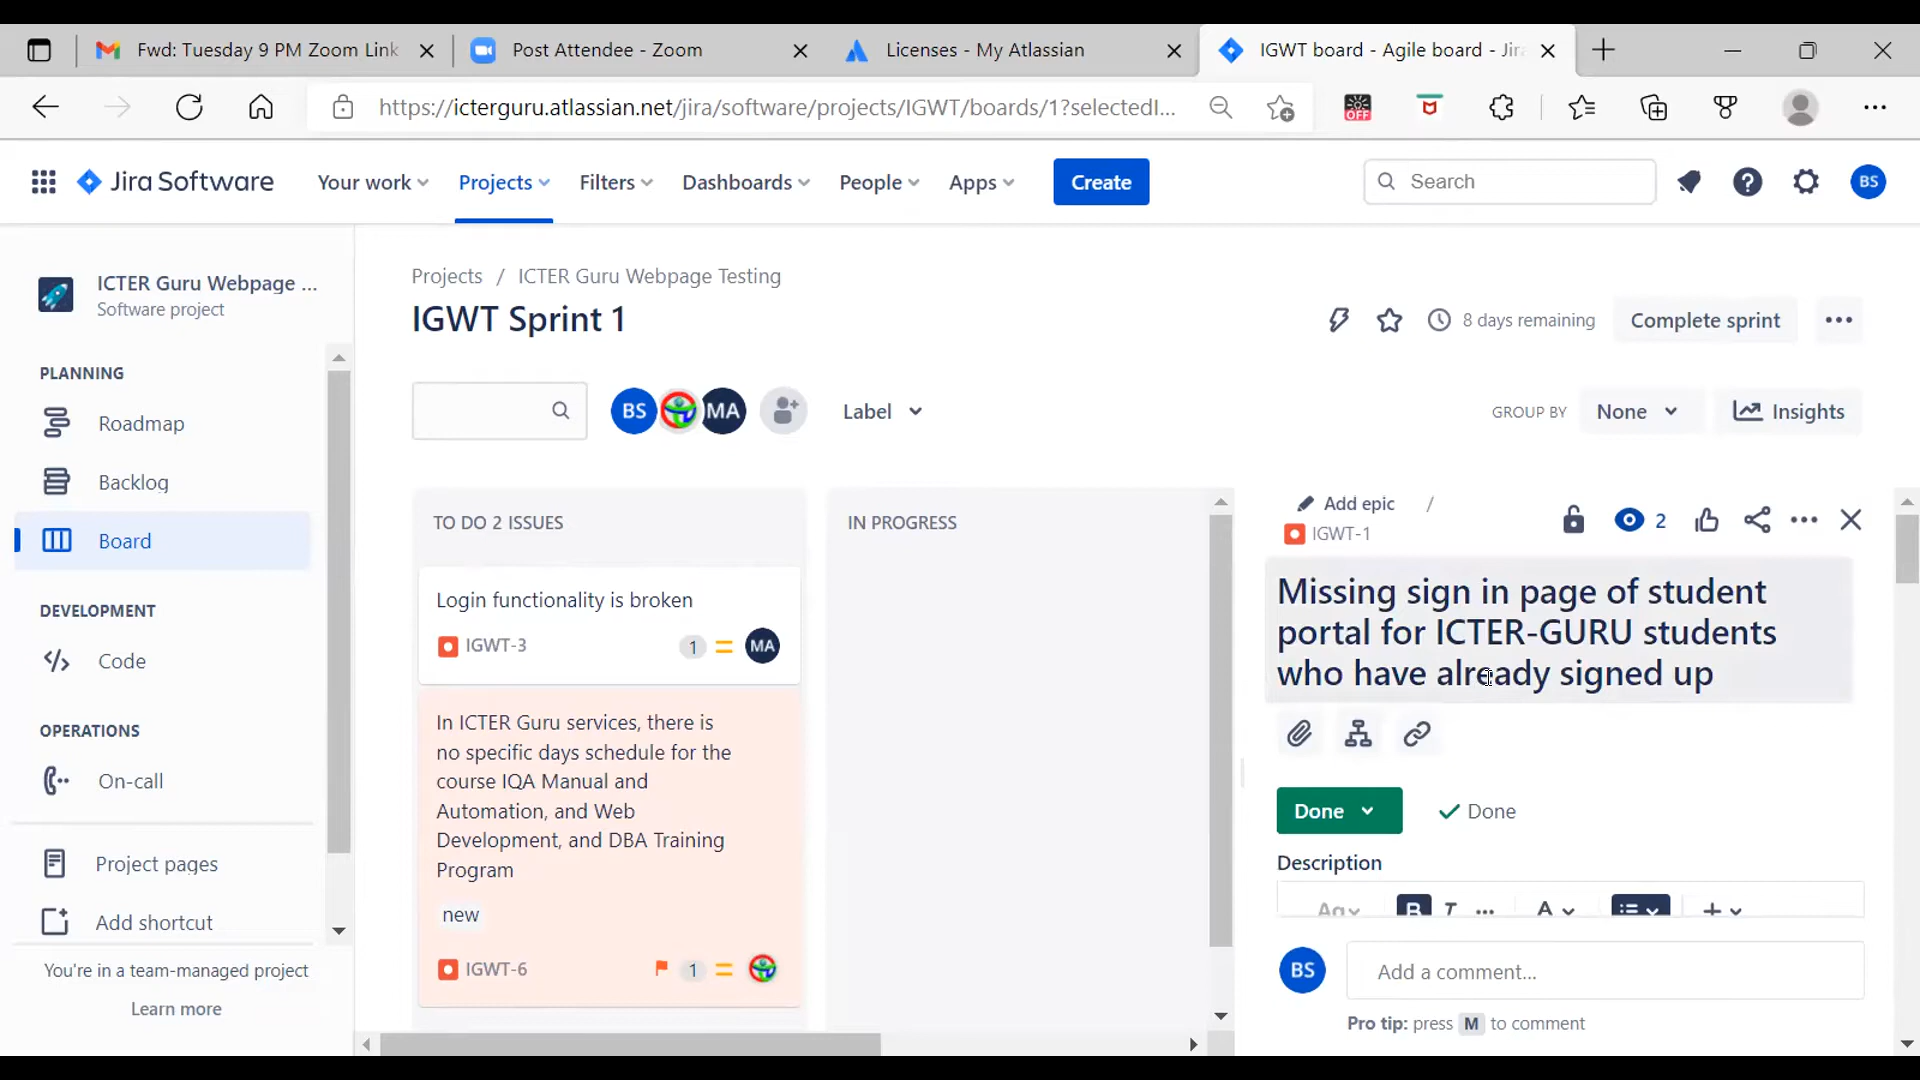 Fwd: Tuesday 9 PM Zoom Link
Post Attendee - Zoom
Licenses - My Atlassian
IGWT board - Agile board - Jira
https://icterguru.atlassian.net/jira/software/projects/IGWT/boards/1?selectedI...
OFF
Jira Software
Your work
Projects
Filters
Dashboards
People
Apps
Create
Search
BS
ICTER Guru Webpage ...
Software project
PLANNING
Roadmap
Backlog
Board
DEVELOPMENT
Code
OPERATIONS
On-call
Project pages
Add shortcut
You're in a team-managed project
Learn more
Projects / ICTER Guru Webpage Testing
IGWT Sprint 1
8 days remaining
Complete sprint
BS
MA
Label
GROUP BY
None
Insights
TO DO 2 ISSUES
Login functionality is broken
IGWT-3
1
MA
In ICTER Guru services, there is
no specific days schedule for the
course IQA Manual and
Automation, and Web
Development, and DBA Training
Program
new
IGWT-6
1
IN PROGRESS
Add epic /
IGWT-1
2
Missing sign in page of student
portal for ICTER-GURU students
who have already signed up
Done
Done
Description
Aa
B I ... A
BS
Add a comment...
Pro tip: press M to comment